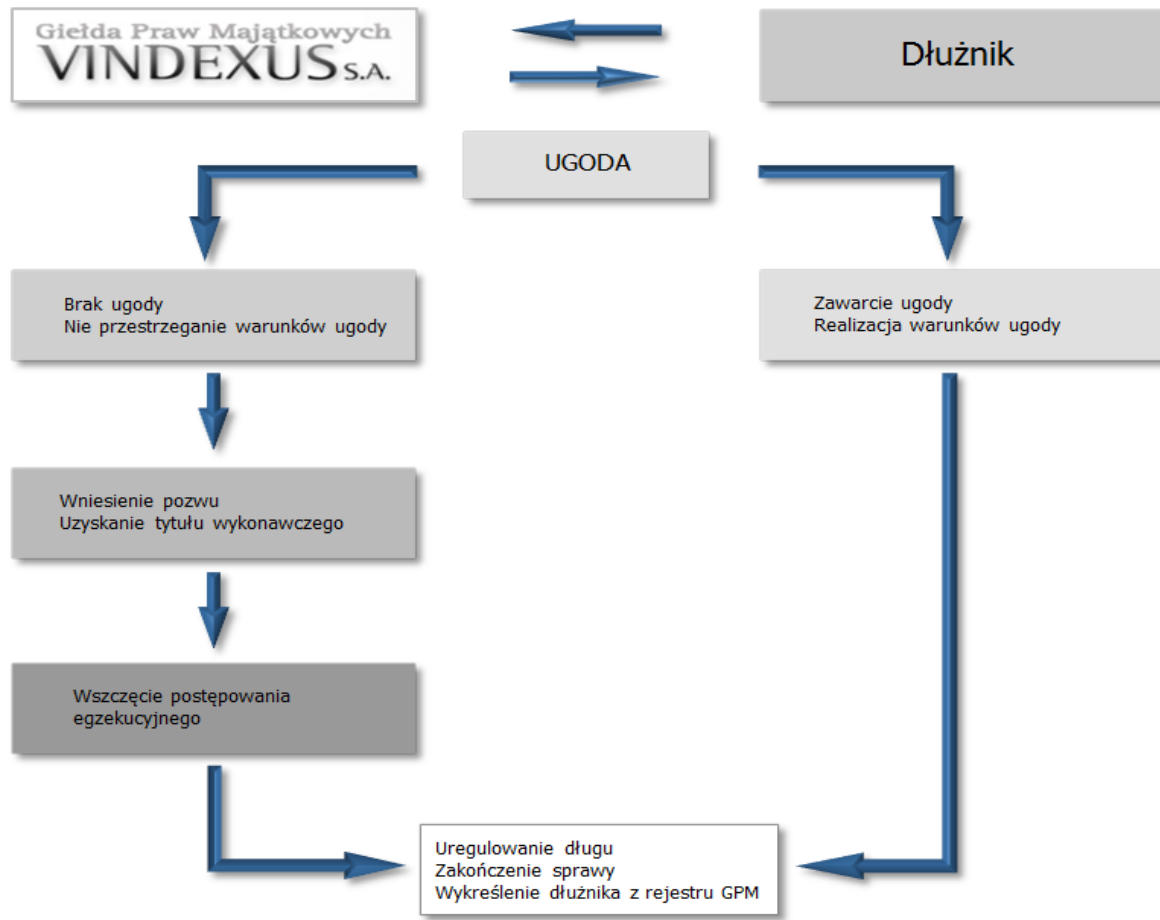 Giełda Praw Majątkowych
VINDEXUS S.A.
Dłużnik
UGODA
Brak ugody
Nie przestrzeganie warunków ugody
Zawarcie ugody
Realizacja warunków ugody
Wniesienie pozwu
Uzyskanie tytułu wykonawczego
Wszczęcie postępowania
egzekucyjnego
Uregulowanie długu
Zakończenie sprawy
Wykreślenie dłużnika z rejestru GPM